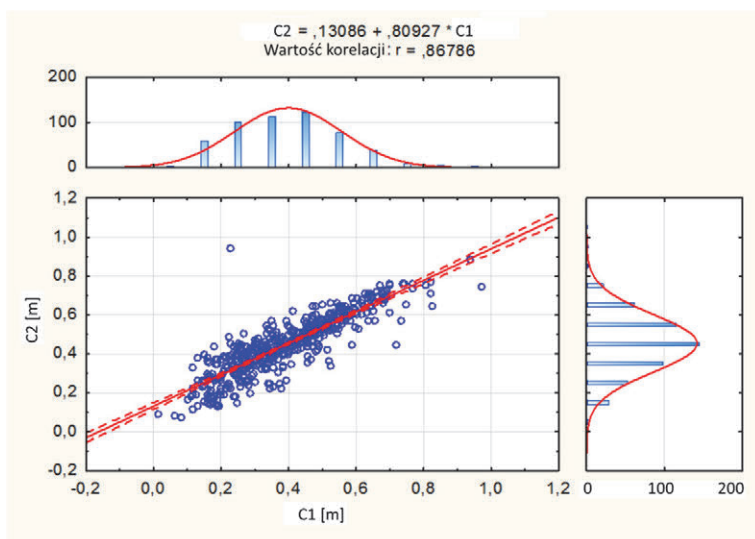 C2 = ,13086 + ,80927 * C1
Wartość korelacji: r = ,86786
200
100
0
1,2
1,0
0,8
0,6
0,4
0,2
0,0
-0,2
C2 [m]
-0,2 0,0 0,2 0,4 0,6 0,8 1,0 1,2
C1 [m]
0 100 200